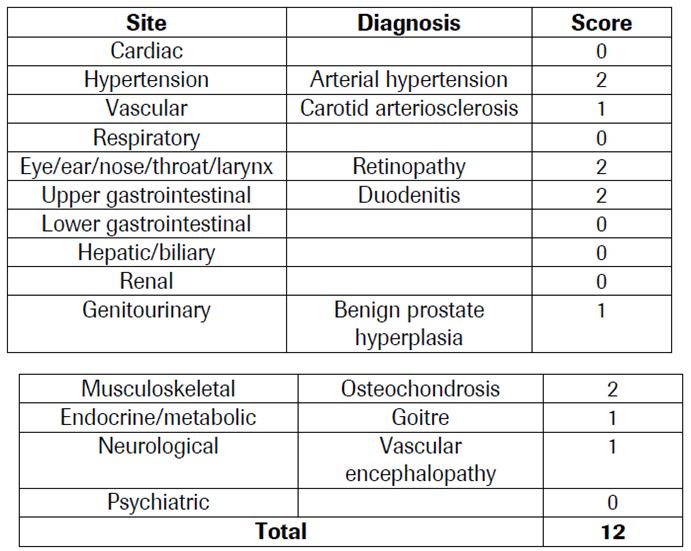 Site Diagnosis Score
Cardiac 0
Hypertension Arterial hypertension 2
Vascular Carotid arteriosclerosis 1
Respiratory 0
Eye/ear/nose/throat/larynx Retinopathy 2
Upper gastrointestinal Duodenitis 2
Lower gastrointestinal 0
Hepatic/biliary 0
Renal 0
Genitourinary Benign prostate 1
hyperplasia
Musculoskeletal Osteochondrosis 2
Endocrine/metabolic Goitre 1
Neurological Vascular 1
encephalopathy
Psychiatric 0
Total 12